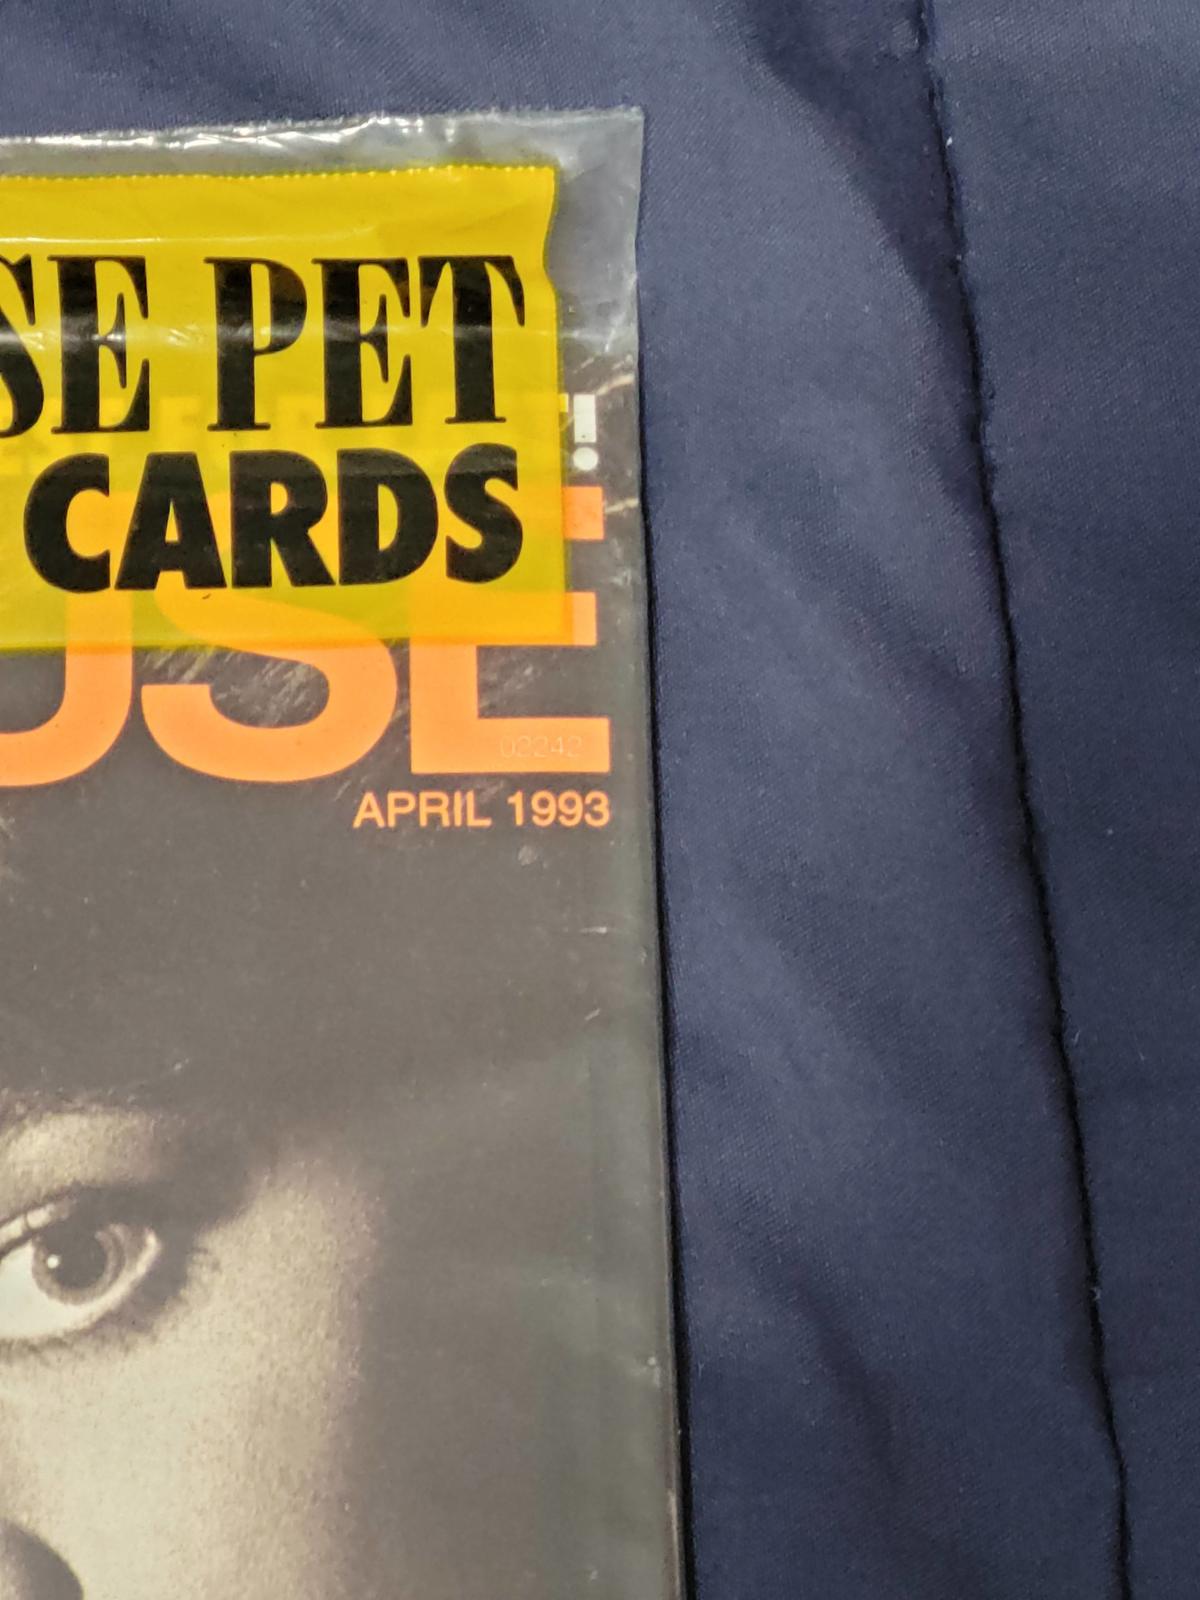 SE PET
CARDS
!
USE
02242
APRIL 1993